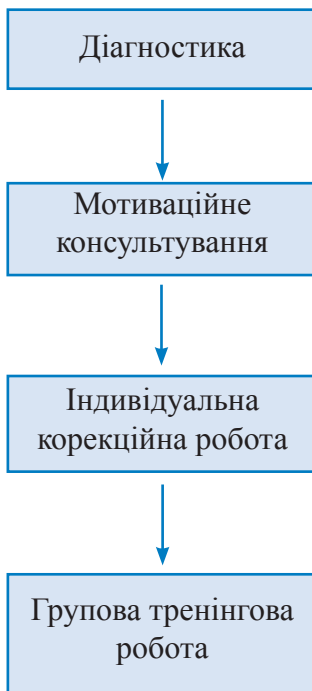 Діагностика
Мотиваційне
консультування
Індивідуальна
корекційна робота
Групова тренінгова
робота